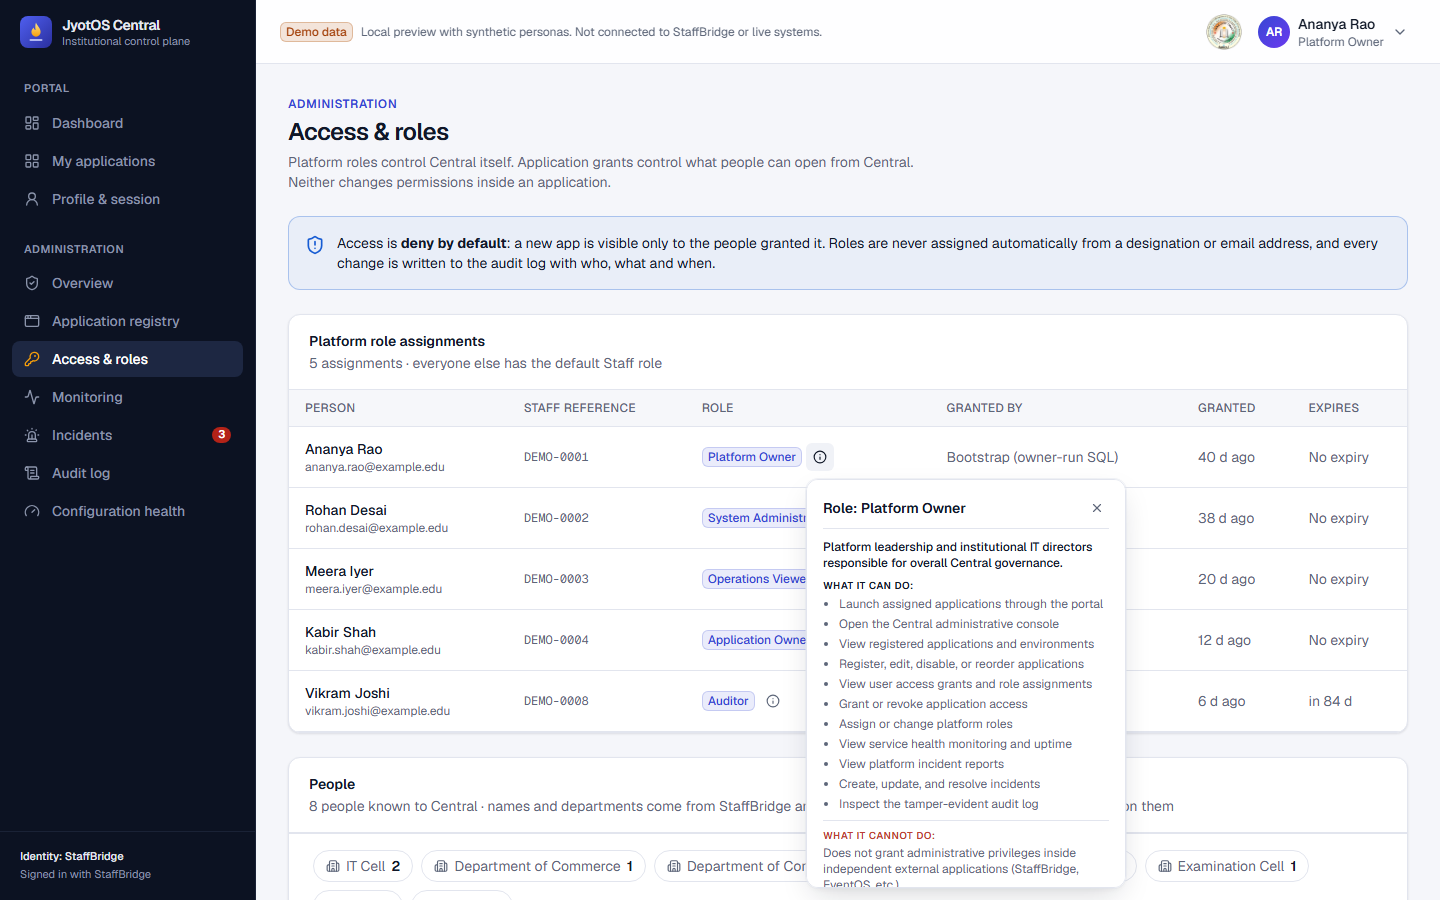 JyotOS Central
Institutional control plane
PORTAL
Dashboard
My applications
Profile & session
ADMINISTRATION
Overview
Application registry
Access & roles
Monitoring
Incidents 3
Audit log
Configuration health
Identity: StaffBridge
Signed in with StaffBridge
Demo data Local preview with synthetic personas. Not connected to StaffBridge or live systems.
AR
Ananya Rao
Platform Owner
ADMINISTRATION
Access & roles
Platform roles control Central itself. Application grants control what people can open from Central.
Neither changes permissions inside an application.
Access is deny by default: a new app is visible only to the people granted it. Roles are never assigned automatically from a designation or email address, and every
change is written to the audit log with who, what and when.
Platform role assignments
5 assignments · everyone else has the default Staff role
PERSON STAFF REFERENCE ROLE GRANTED BY GRANTED EXPIRES
Ananya Rao
ananya.rao@example.edu
DEMO-0001 Platform Owner Bootstrap (owner-run SQL) 40 d ago No expiry
Rohan Desai
rohan.desai@example.edu
DEMO-0002 System Administr 38 d ago No expiry
Meera Iyer
meera.iyer@example.edu
DEMO-0003 Operations Viewe 20 d ago No expiry
Kabir Shah
kabir.shah@example.edu
DEMO-0004 Application Owne 12 d ago No expiry
Vikram Joshi
vikram.joshi@example.edu
DEMO-0008 Auditor 6 d ago in 84 d
Role: Platform Owner
Platform leadership and institutional IT directors
responsible for overall Central governance.
WHAT IT CAN DO:
• Launch assigned applications through the portal
• Open the Central administrative console
• View registered applications and environments
• Register, edit, disable, or reorder applications
• View user access grants and role assignments
• Grant or revoke application access
• Assign or change platform roles
• View service health monitoring and uptime
• View platform incident reports
• Create, update, and resolve incidents
• Inspect the tamper-evident audit log
WHAT IT CANNOT DO:
Does not grant administrative privileges inside
independent external applications (StaffBridge,
EventOS, etc.)
People
8 people known to Central · names and departments come from StaffBridge ar on them
IT Cell 2 Department of Commerce 1 Department of Cor Examination Cell 1